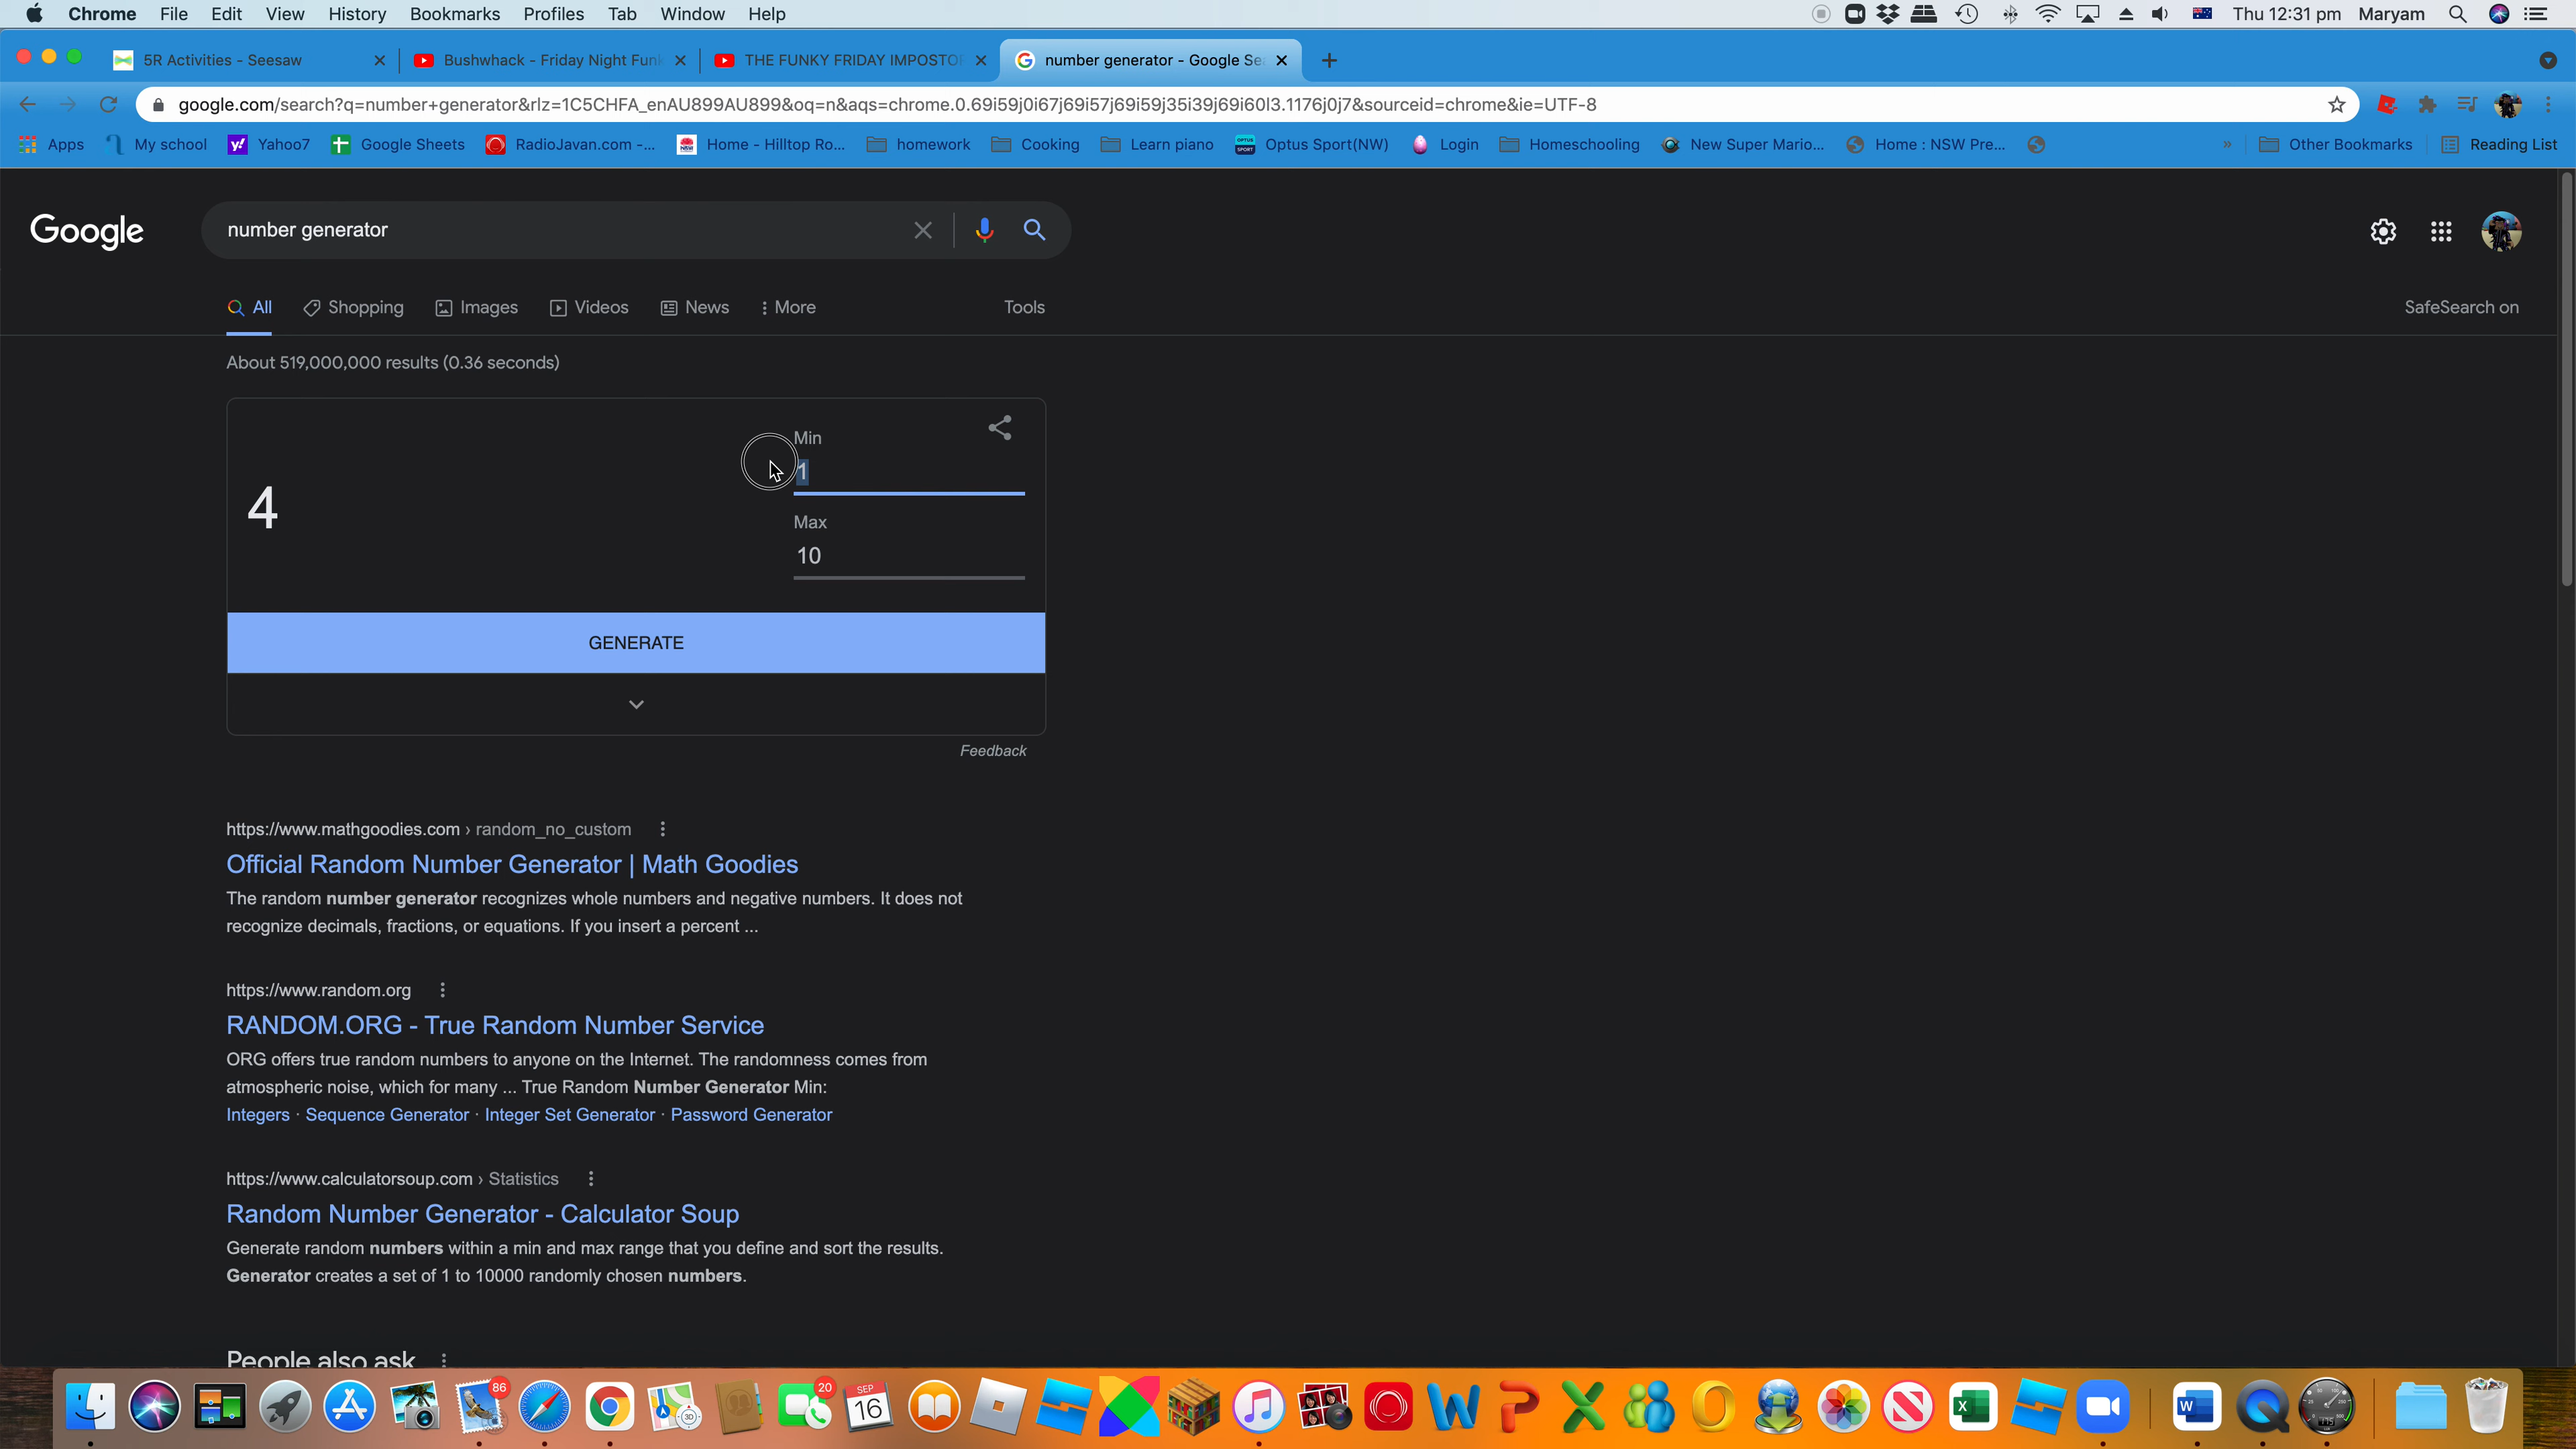 Chrome File Edit View History Bookmarks Profiles Tab Window Help Thu 12:31 pm Maryam
5R Activities - Seesaw Bushwhack - Friday Night Funk THE FUNKY FRIDAY IMPOSTO number generator - Google Sea
google.com/search?q=number+generator&rlz=1C5CHFA_enAU899AU899&oq=n&aqs=chrome.0.69i59j0i67j69i57j69i59j35i39j69i60l3.1176j0j7&sourceid=chrome&ie=UTF-8
Apps My school Yahoo7 Google Sheets RadioJavan.com -... Home - Hilltop Ro... homework Cooking Learn piano OPTUS SPORT Optus Sport(NW) Login Homeschooling New Super Mario... Home : NSW Pre... » Other Bookmarks Reading List
Google number generator
All Shopping Images Videos News More Tools SafeSearch on
About 519,000,000 results (0.36 seconds)
Min
1
4
Max
10
GENERATE
Feedback
https://www.mathgoodies.com › random_no_custom
Official Random Number Generator | Math Goodies
The random number generator recognizes whole numbers and negative numbers. It does not
recognize decimals, fractions, or equations. If you insert a percent ...
https://www.random.org
RANDOM.ORG - True Random Number Service
ORG offers true random numbers to anyone on the Internet. The randomness comes from
atmospheric noise, which for many ... True Random Number Generator Min:
Integers · Sequence Generator · Integer Set Generator · Password Generator
https://www.calculatorsoup.com › Statistics
Random Number Generator - Calculator Soup
Generate random numbers within a min and max range that you define and sort the results.
Generator creates a set of 1 to 10000 randomly chosen numbers.
People also ask
86 3D 20 SEP 16